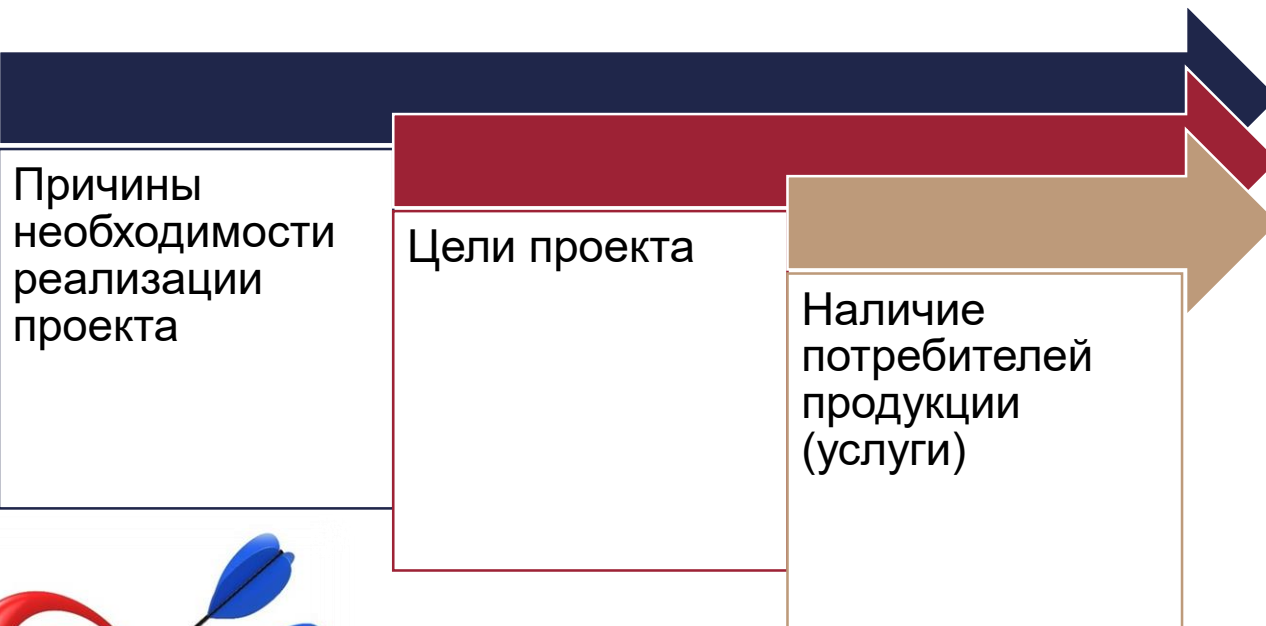 Причины
необходимости
реализации
проекта
Цели проекта
Наличие
потребителей
продукции
(услуги)